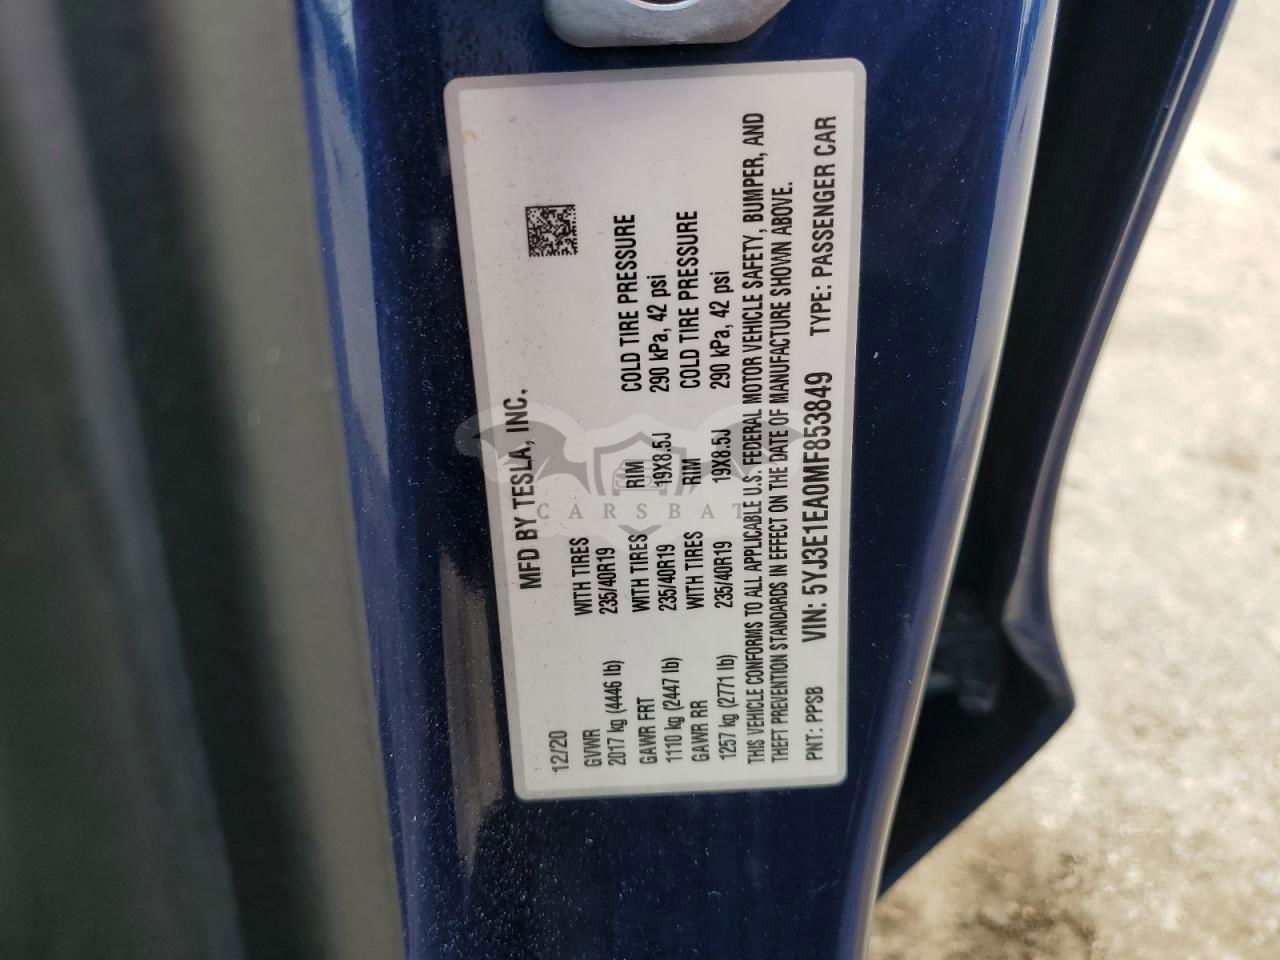 MFD BY TESLA, INC.
12/20
GVWR WITH TIRES RIM COLD TIRE PRESSURE
2017 kg (4446 lb) 235/40R19 19X8.5J 290 kPa, 42 psi
GAWR FRT WITH TIRES RIM COLD TIRE PRESSURE
1110 kg (2447 lb) 235/40R19 19X8.5J 290 kPa, 42 psi
GAWR RR WITH TIRES
1257 kg (2771 lb) 235/40R19
THIS VEHICLE CONFORMS TO ALL APPLICABLE U.S. FEDERAL MOTOR VEHICLE SAFETY, BUMPER, AND
THEFT PREVENTION STANDARDS IN EFFECT ON THE DATE OF MANUFACTURE SHOWN ABOVE.
PNT: PPSB VIN: 5YJ3E1EA0MF853849 TYPE: PASSENGER CAR
CARSBAT